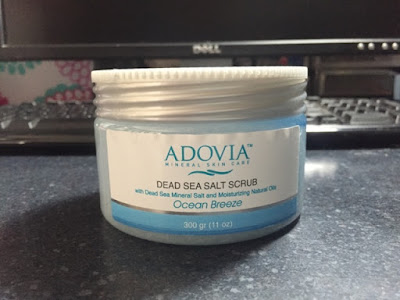 DELL
ADOVIA™
MINERAL SKIN CARE
DEAD SEA SALT SCRUB
with Dead Sea Mineral Salt and Moisturizing Natural Oils
Ocean Breeze
300 gr (11 oz)